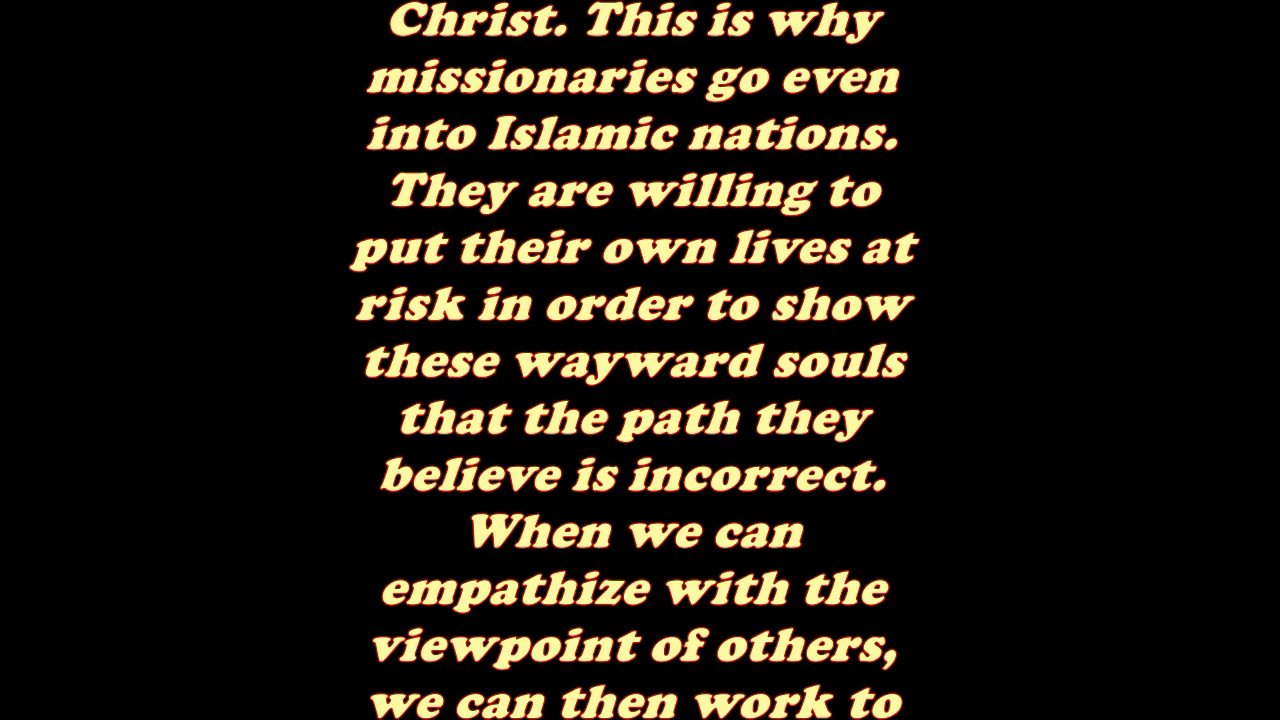 Christ. This is why
missionaries go even
into Islamic nations.
They are willing to
put their own lives at
risk in order to show
these wayward souls
that the path they
believe is incorrect.
When we can
empathize with the
viewpoint of others,
we can then work to